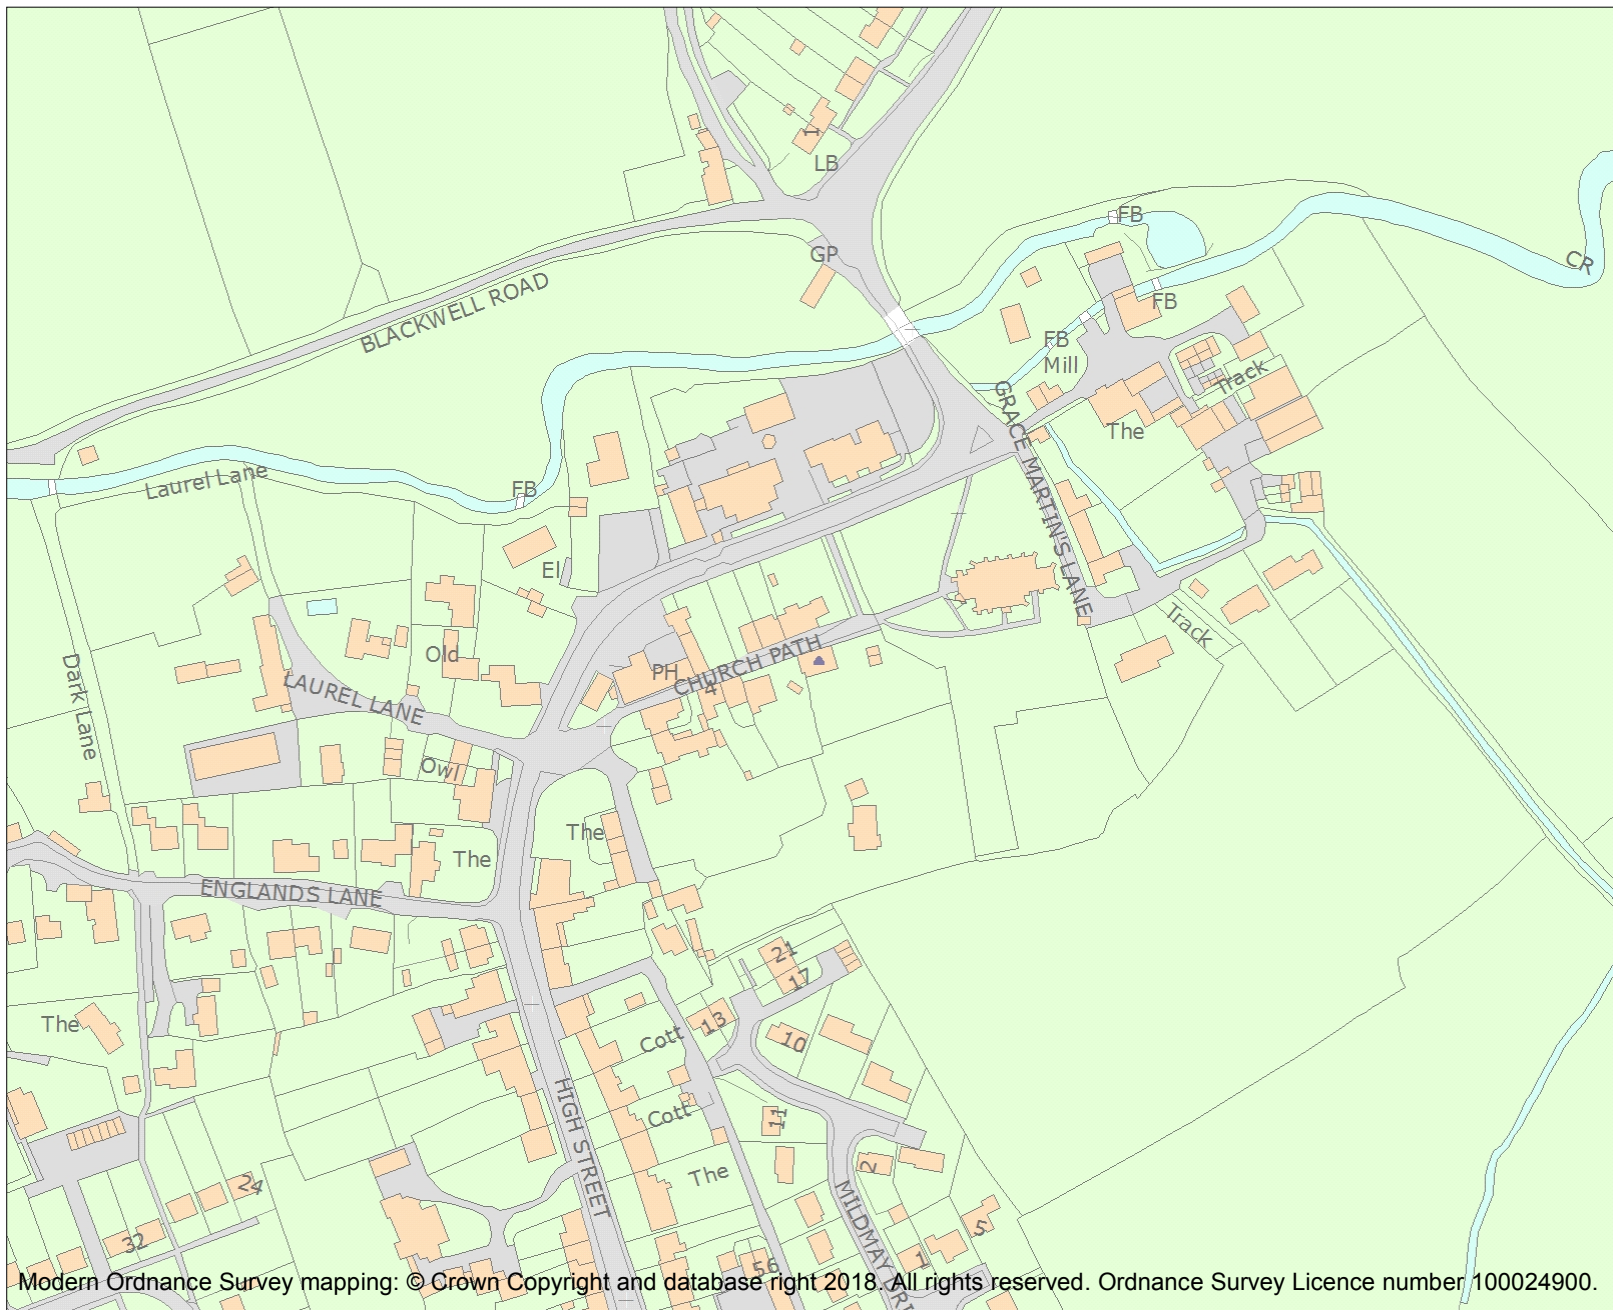 1
LB
FB
GP
CR
BLACKWELL ROAD
FB
FB
Mill
Track
GRACE MARTIN'S LANE
The
Laurel Lane
FB
El
Track
Old
PH
CHURCH PATH
4
Dark Lane
LAUREL LANE
Owl
The
The
ENGLANDS LANE
21
17
The
13
Cott
10
HIGH STREET
Cott
11
2
The
24
MILDMAY DRI
5
32
1
56
Modern Ordnance Survey mapping: © Crown Copyright and database right 2018. All rights reserved. Ordnance Survey Licence number 100024900.